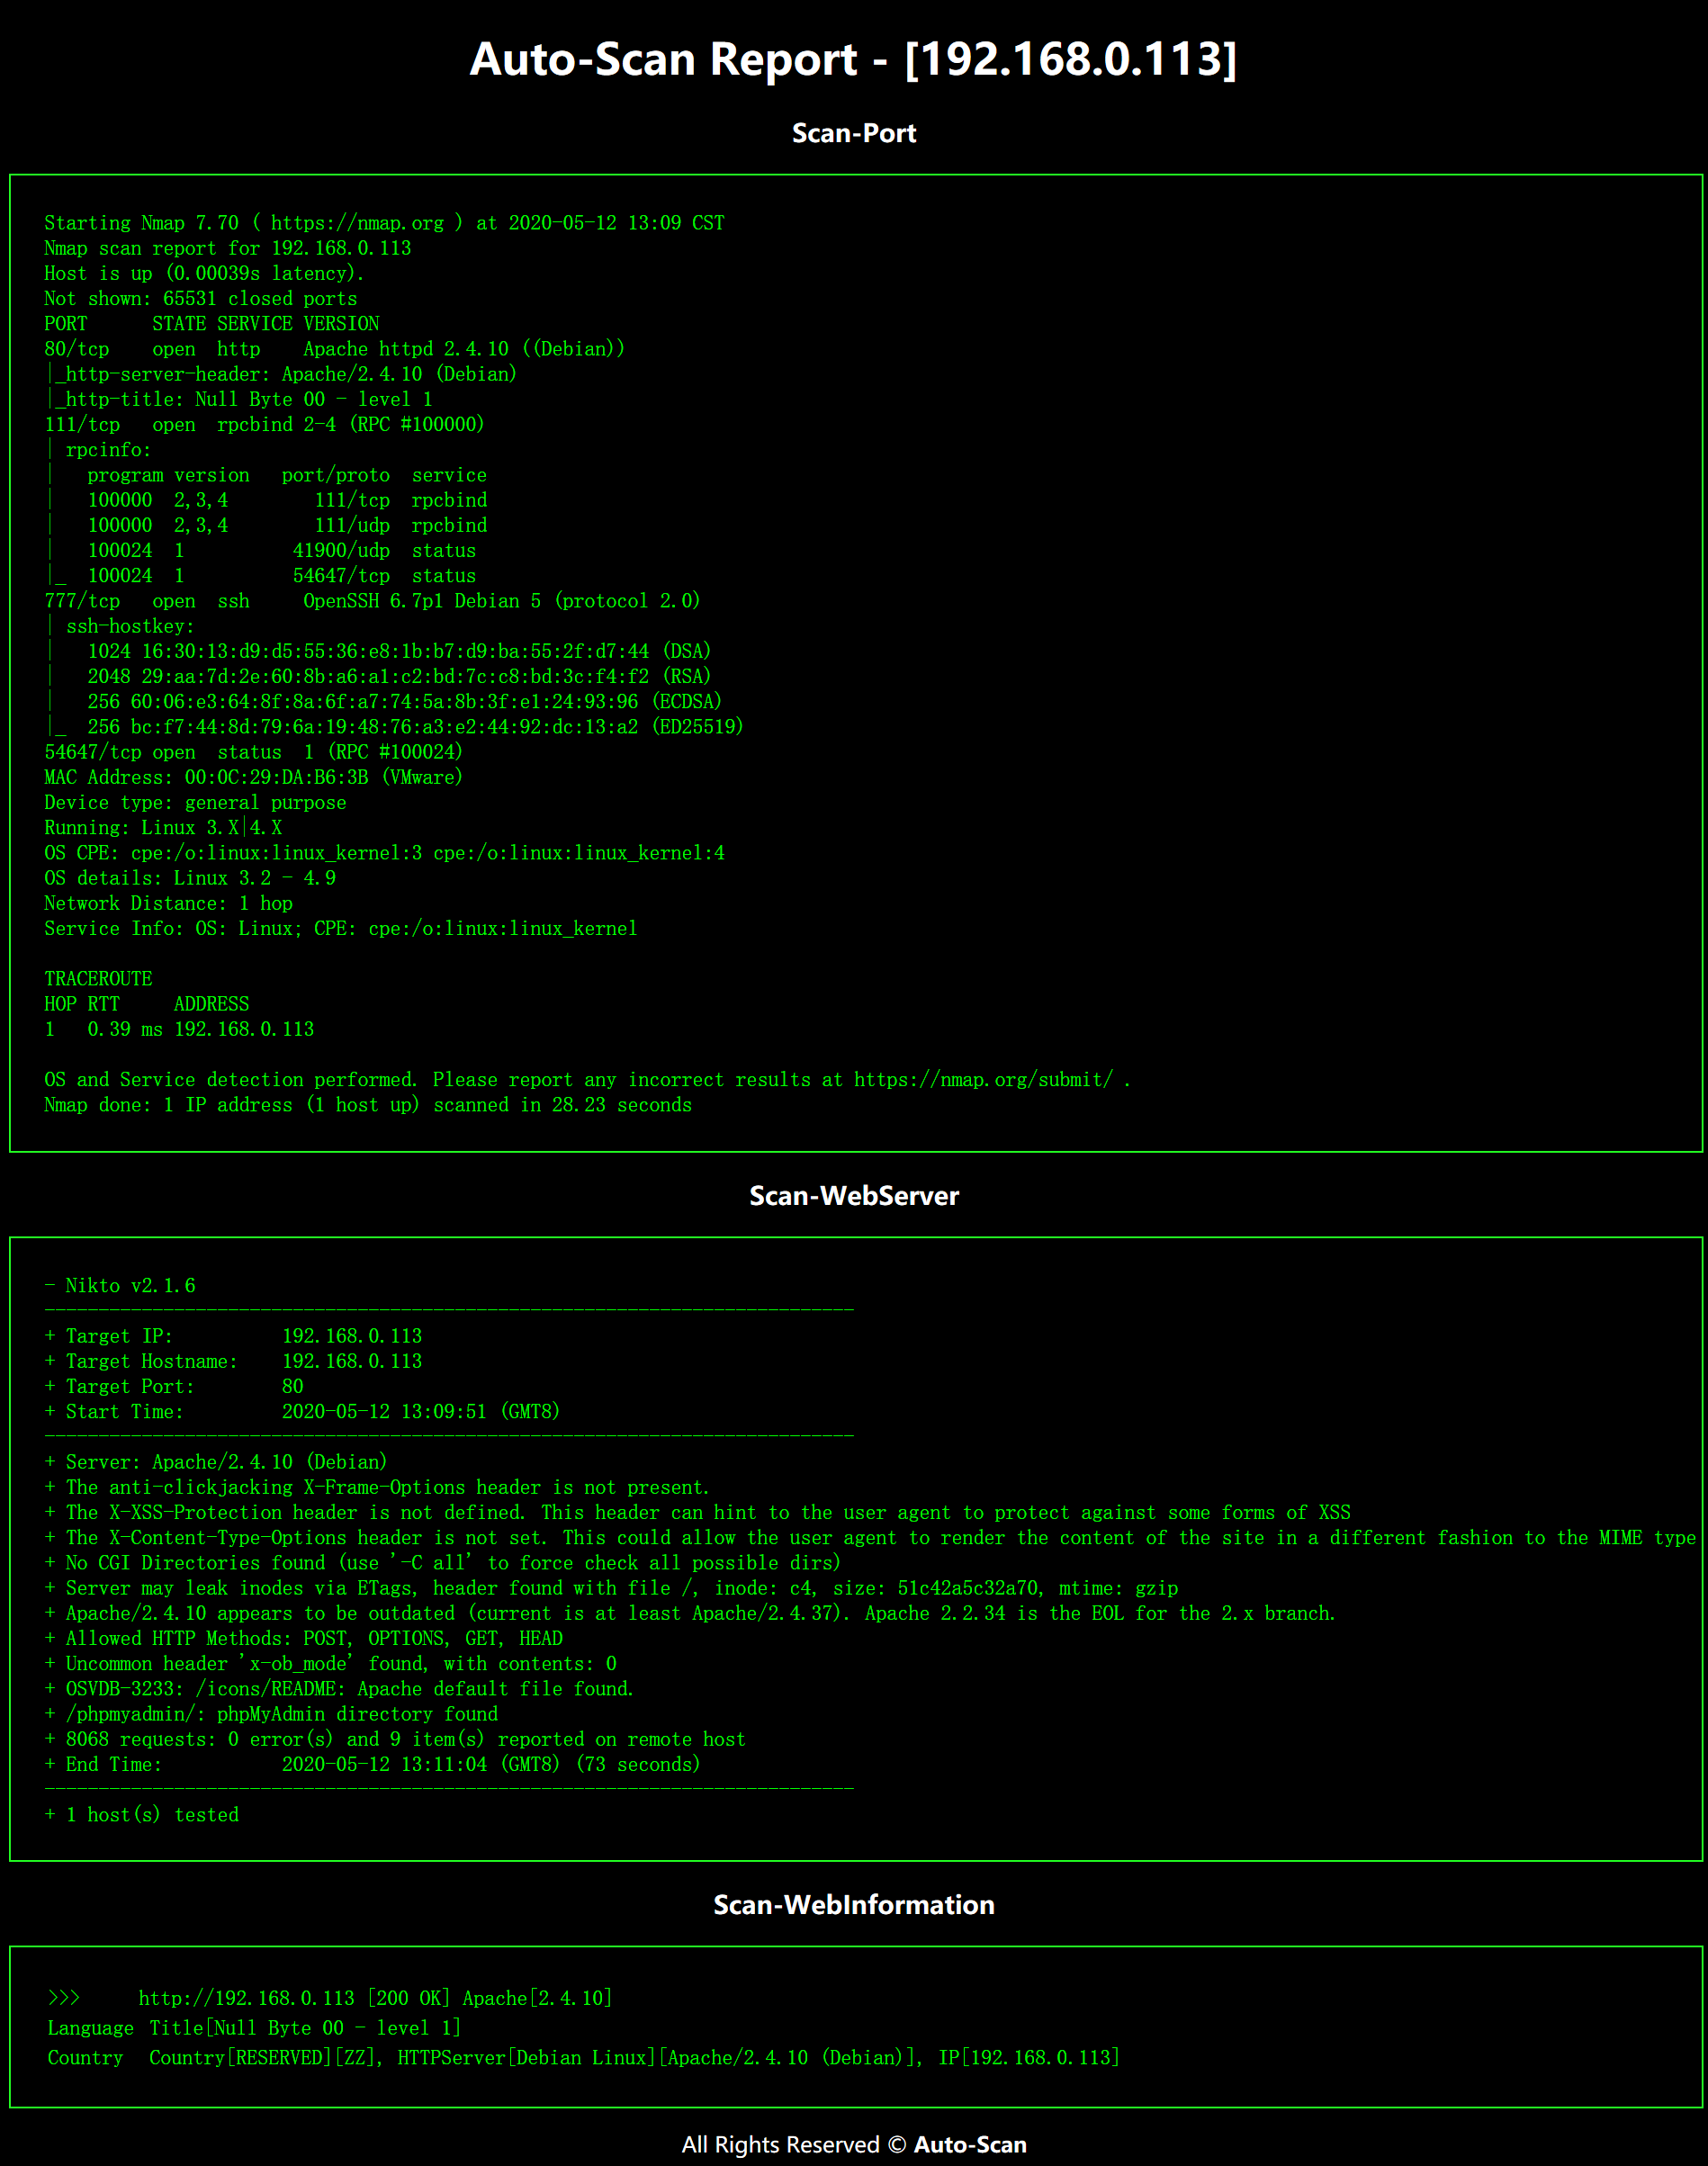 Auto-Scan Report - [192.168.0.113]
Scan-Port
Starting Nmap 7.70 ( https://nmap.org ) at 2020-05-12 13:09 CST
Nmap scan report for 192.168.0.113
Host is up (0.00039s latency).
Not shown: 65531 closed ports
PORT      STATE SERVICE VERSION
80/tcp    open  http    Apache httpd 2.4.10 ((Debian))
|_http-server-header: Apache/2.4.10 (Debian)
|_http-title: Null Byte 00 - level 1
111/tcp   open  rpcbind 2-4 (RPC #100000)
| rpcinfo:
|   program version   port/proto  service
|   100000  2,3,4        111/tcp  rpcbind
|   100000  2,3,4        111/udp  rpcbind
|   100024  1          41900/udp  status
|_  100024  1          54647/tcp  status
777/tcp   open  ssh     OpenSSH 6.7p1 Debian 5 (protocol 2.0)
| ssh-hostkey:
|   1024 16:30:13:d9:d5:55:36:e8:1b:b7:d9:ba:55:2f:d7:44 (DSA)
|   2048 29:aa:7d:2e:60:8b:a6:a1:c2:bd:7c:c8:bd:3c:f4:f2 (RSA)
|   256 60:06:e3:64:8f:8a:6f:a7:74:5a:8b:3f:e1:24:93:96 (ECDSA)
|_  256 bc:f7:44:8d:79:6a:19:48:76:a3:e2:44:92:dc:13:a2 (ED25519)
54647/tcp open  status  1 (RPC #100024)
MAC Address: 00:0C:29:DA:B6:3B (VMware)
Device type: general purpose
Running: Linux 3.X|4.X
OS CPE: cpe:/o:linux:linux_kernel:3 cpe:/o:linux:linux_kernel:4
OS details: Linux 3.2 - 4.9
Network Distance: 1 hop
Service Info: OS: Linux; CPE: cpe:/o:linux:linux_kernel
TRACEROUTE
HOP RTT     ADDRESS
1   0.39 ms 192.168.0.113
OS and Service detection performed. Please report any incorrect results at https://nmap.org/submit/ .
Nmap done: 1 IP address (1 host up) scanned in 28.23 seconds
Scan-WebServer
- Nikto v2.1.6
---------------------------------------------------------------------------
+ Target IP:          192.168.0.113
+ Target Hostname:    192.168.0.113
+ Target Port:        80
+ Start Time:         2020-05-12 13:09:51 (GMT8)
---------------------------------------------------------------------------
+ Server: Apache/2.4.10 (Debian)
+ The anti-clickjacking X-Frame-Options header is not present.
+ The X-XSS-Protection header is not defined. This header can hint to the user agent to protect against some forms of XSS
+ The X-Content-Type-Options header is not set. This could allow the user agent to render the content of the site in a different fashion to the MIME type
+ No CGI Directories found (use '-C all' to force check all possible dirs)
+ Server may leak inodes via ETags, header found with file /, inode: c4, size: 51c42a5c32a70, mtime: gzip
+ Apache/2.4.10 appears to be outdated (current is at least Apache/2.4.37). Apache 2.2.34 is the EOL for the 2.x branch.
+ Allowed HTTP Methods: POST, OPTIONS, GET, HEAD
+ Uncommon header 'x-ob_mode' found, with contents: 0
+ OSVDB-3233: /icons/README: Apache default file found.
+ /phpmyadmin/: phpMyAdmin directory found
+ 8068 requests: 0 error(s) and 9 item(s) reported on remote host
+ End Time:           2020-05-12 13:11:04 (GMT8) (73 seconds)
---------------------------------------------------------------------------
+ 1 host(s) tested
Scan-WebInformation
>>>     http://192.168.0.113 [200 OK] Apache[2.4.10]
Language Title[Null Byte 00 - level 1]
Country  Country[RESERVED][ZZ], HTTPServer[Debian Linux][Apache/2.4.10 (Debian)], IP[192.168.0.113]
All Rights Reserved © Auto-Scan